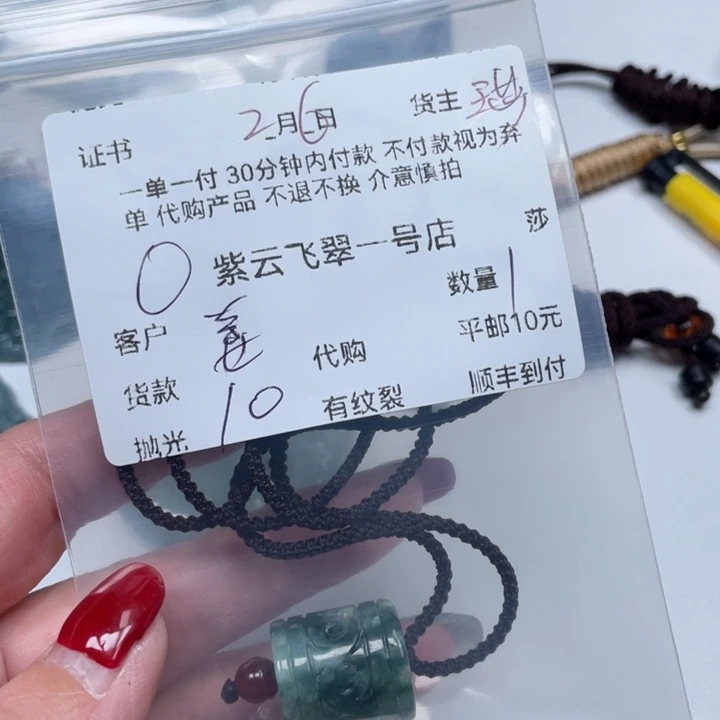 2月6日 货主
证书
一单一付 30分钟内付款 不付款视为弃
单 代购产品 不退不换 介意慎拍
莎
0 紫云飞翠一号店
数量 1
客户 代购 平邮10元
货款 10 有纹裂 顺丰到付
抛光